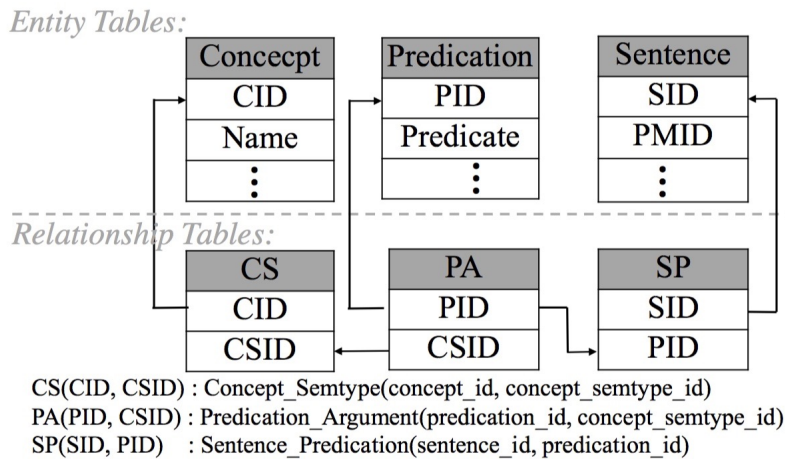 Entity Tables:
Concecpt Predication Sentence
CID PID SID
Name Predicate PMID
Relationship Tables:
CS PA SP
CID PID SID
CSID CSID PID
CS(CID, CSID) : Concept_Semtype(concept_id, concept_semtype_id)
PA(PID, CSID) : Predication_Argument(predication_id, concept_semtype_id)
SP(SID, PID) : Sentence_Predication(sentence_id, predication_id)